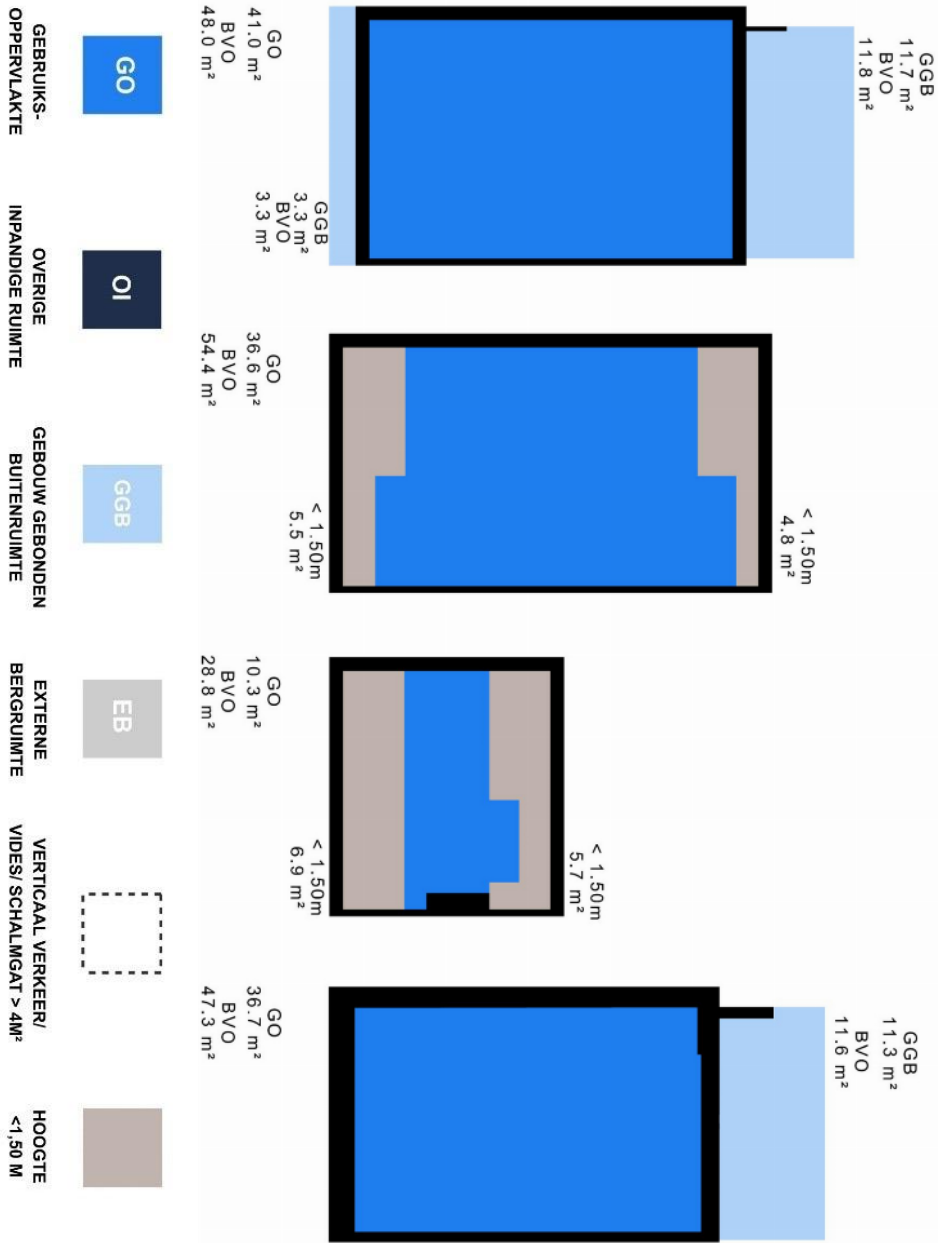 GGB
11.7 m²
BVO
11.8 m²
GGB
3.3 m²
BVO
3.3 m²
GO
41.0 m²
BVO
48.0 m²
< 1.50m
4.8 m²
< 1.50m
5.5 m²
GO
36.6 m²
BVO
54.4 m²
< 1.50m
5.7 m²
< 1.50m
6.9 m²
GO
10.3 m²
BVO
28.8 m²
GGB
11.3 m²
BVO
11.6 m²
GO
36.7 m²
BVO
47.3 m²
GO
GEBRUIKS-
OPPERVLAKTE
OI
OVERIGE
INPANDIGE RUIMTE
GGB
GEBOUW GEBONDEN
BUITENRUIMTE
EB
EXTERNE
BERGRUIMTE
VERTICAAL VERKEER/
VIDES/ SCHALMGAT > 4M²
HOOGTE
<1,50 M